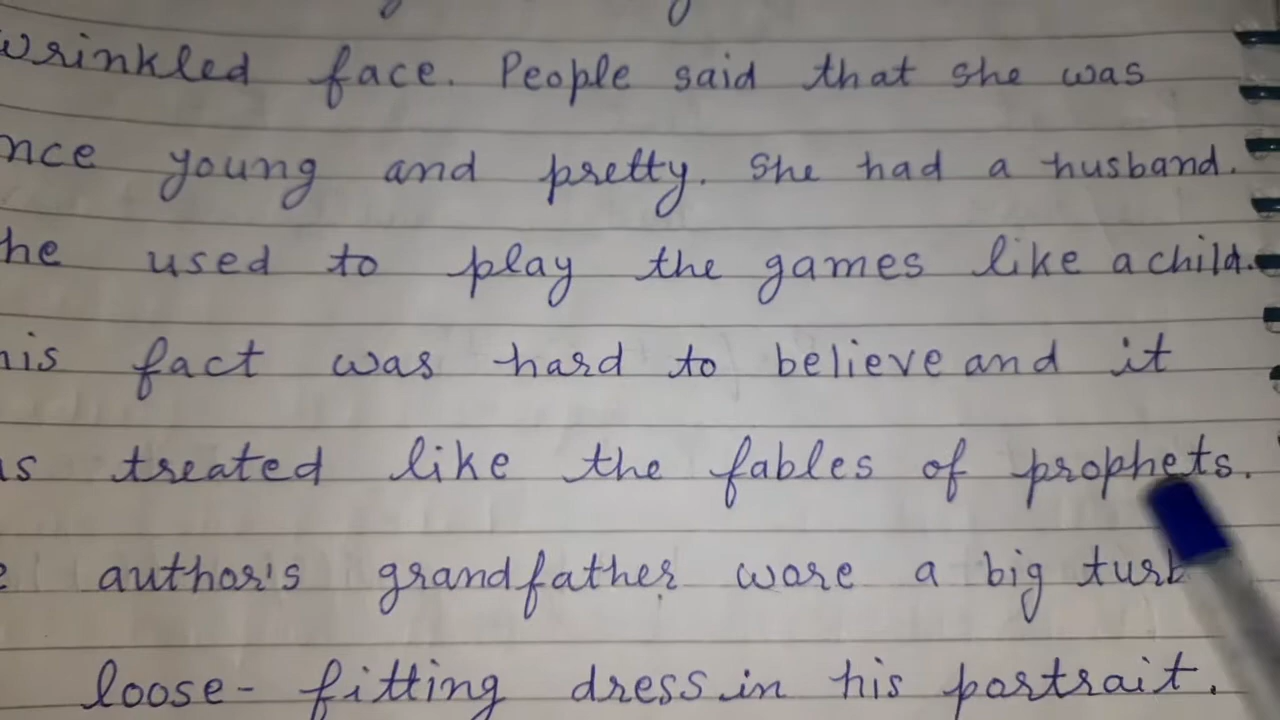 wrinkled face. People said that she was
nce young and pretty. She had a husband.
he used to play the games like a child.
his fact was hard to believe and it
as treated like the fables of prophets.
e author's grandfather wore a big turb
loose-fitting dress in his portrait.